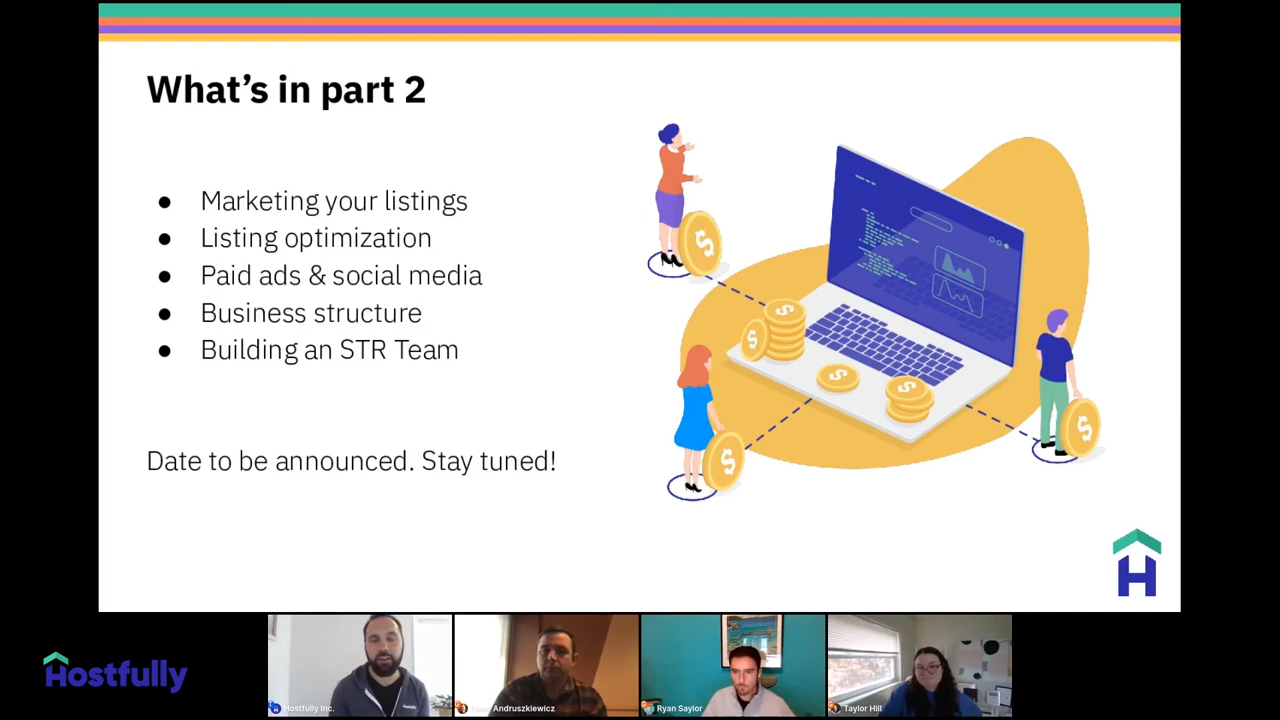 What's in part 2
● Marketing your listings
● Listing optimization
● Paid ads & social media
● Business structure
● Building an STR Team
Date to be announced. Stay tuned!
H
Hostfully
Hostfully Inc.
Andruszkiewicz
Ryan Saylor
Taylor Hill